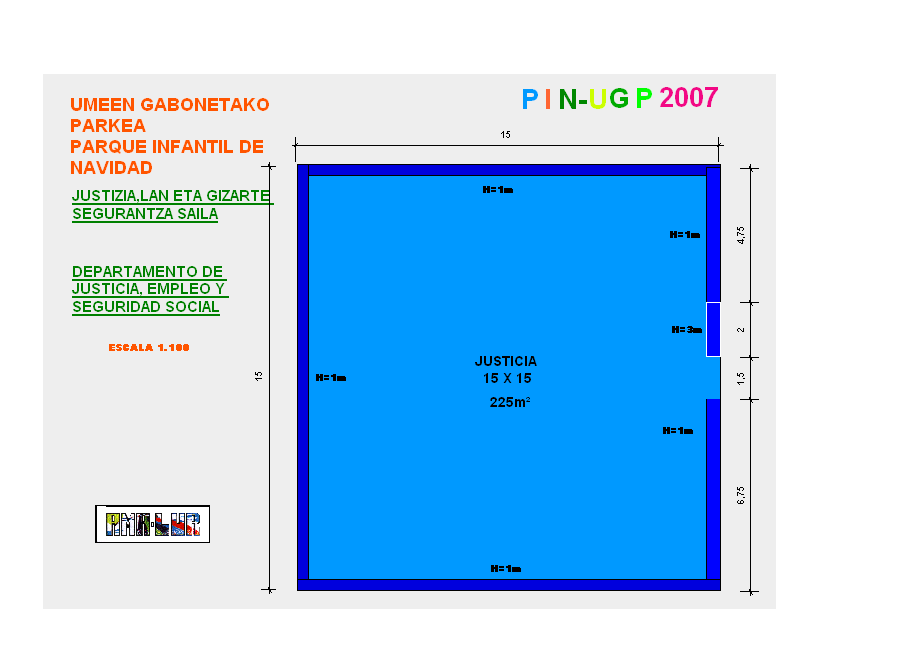 PIN-UGP 2007
UMEEN GABONETAKO
PARKEA
PARQUE INFANTIL DE
NAVIDAD
JUSTIZIA,LAN ETA GIZARTE
SEGURANTZA SAILA
DEPARTAMENTO DE
JUSTICIA, EMPLEO Y
SEGURIDAD SOCIAL
ESCALA 1.100
15
15
H=1m
H=1m
4,75
H=3m
2
JUSTICIA
15 X 15
225m²
H=1m
1,5
H=1m
6,75
H=1m